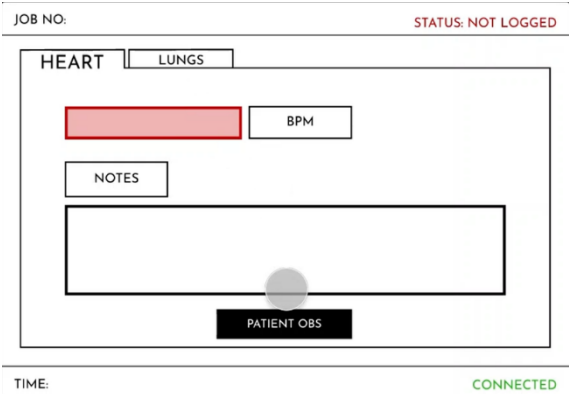 JOB NO:
STATUS: NOT LOGGED
HEART
LUNGS
BPM
NOTES
PATIENT OBS
TIME:
CONNECTED